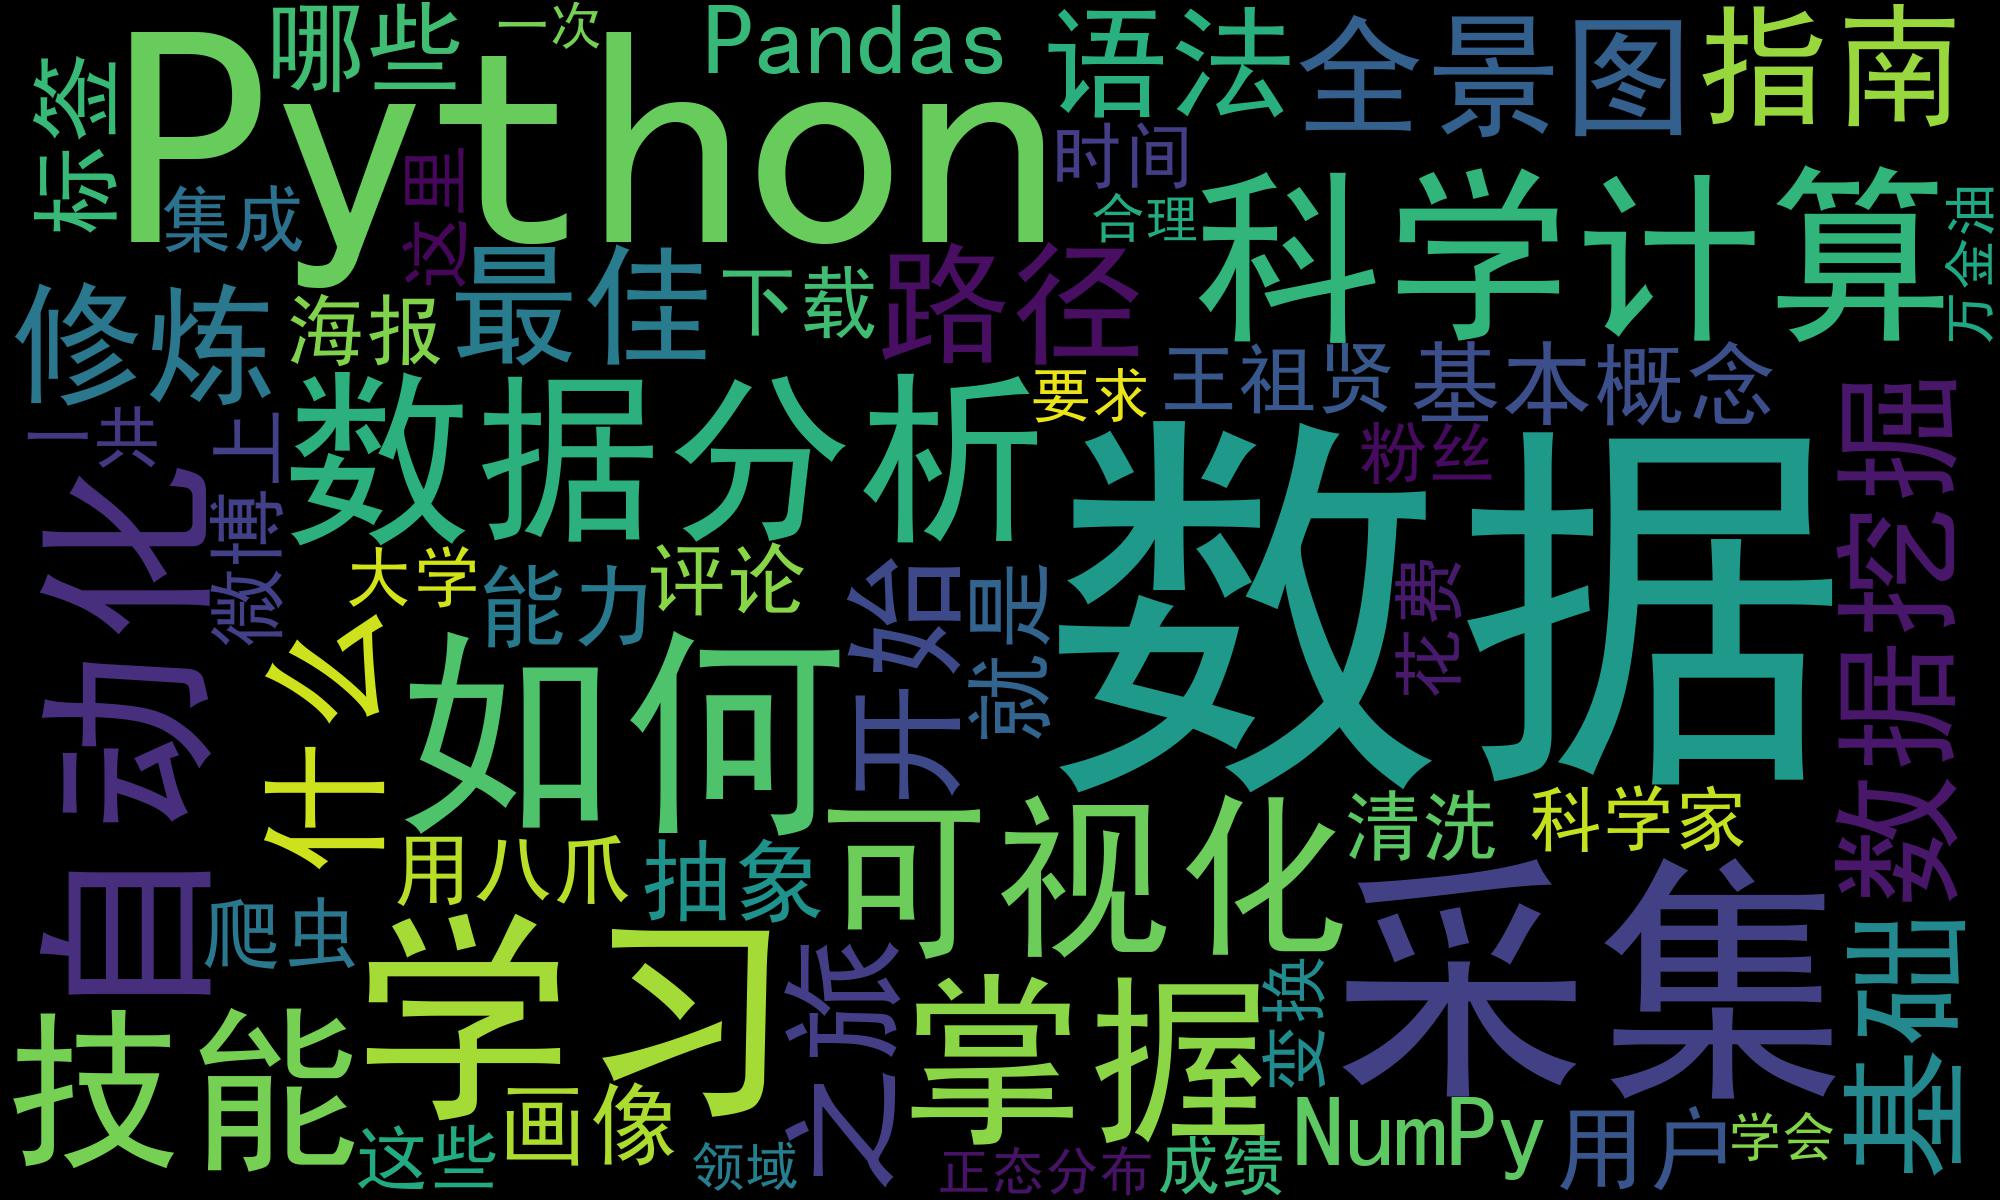 Python
哪些
一次
Pandas
语法
全景图
指南
标签
集成
这里
时间
合理
科学计算
万金油
修炼
海报
最佳
下载
路径
王祖贤
基本概念
要求
粉丝
数据分析
数据
数据挖掘
一共
微博上
自动化
大学
能力
评论
开始
就是
花费
什么
如何
用八爪
抽象
可视化
清洗
科学家
采集
爬虫
学习
之旅
掌握
变换
基础
技能
这些
画像
领域
正态分布
成绩
NumPy
用户
学会